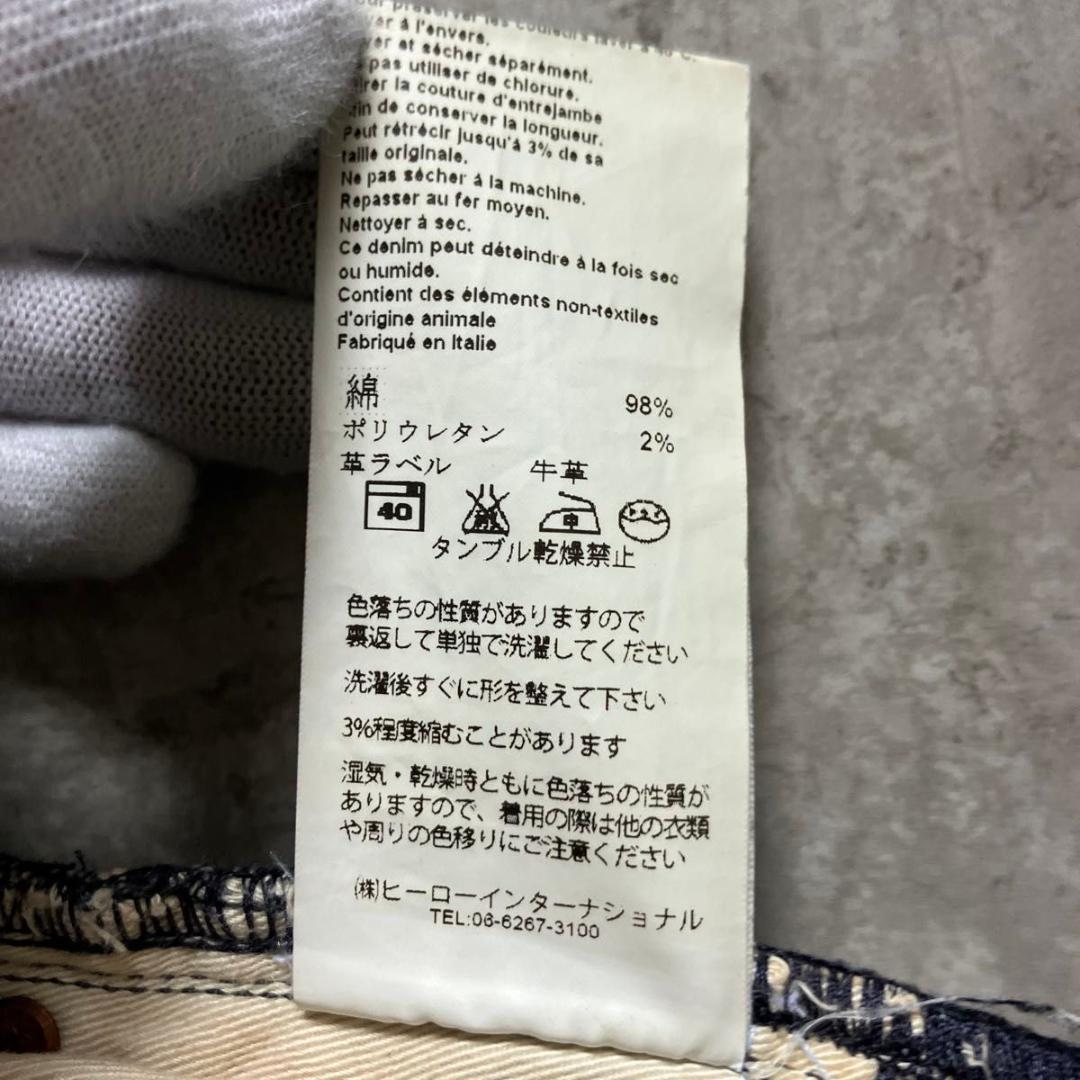 pour préserver les couleurs laver à 40°C.
à l'envers.
et sécher séparément.
pas utiliser de chlorure.
la couture d'entrejambe
de conserver la longueur.
Peut rétrécir jusqu'à 3% de sa
taille originale.
Ne pas sécher à la machine.
Repasser au fer moyen.
Nettoyer à sec.
Ce denim peut déteindre à la fois sec
ou humide.
Contient des éléments non-textiles
d'origine animale
Fabriqué en Italie
綿 98%
ポリウレタン 2%
革ラベル 牛革
40 中
タンブル乾燥禁止
色落ちの性質がありますので
裏返して単独で洗濯してください
洗濯後すぐに形を整えて下さい
3%程度縮むことがあります
湿気・乾燥時ともに色落ちの性質が
ありますので、着用の際は他の衣類
や周りの色移りにご注意ください
(株)ヒーローインターナショナル
TEL:06-6267-3100